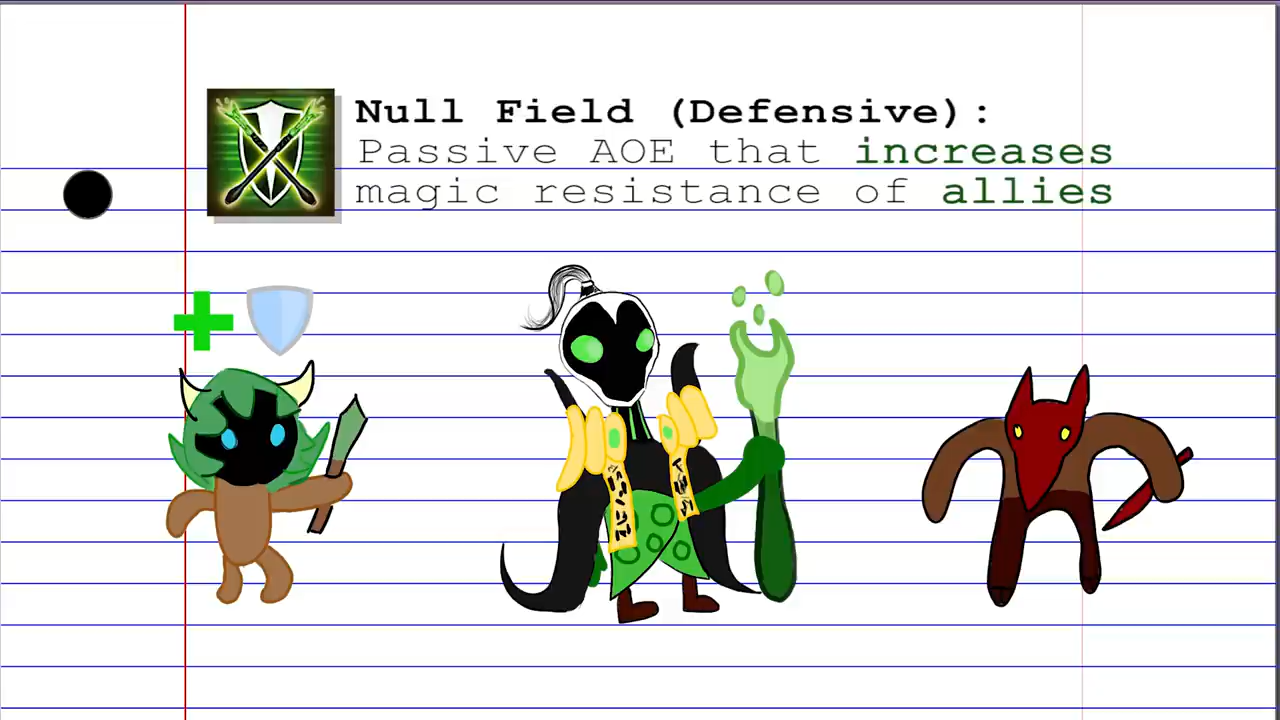 Null Field (Defensive):
Passive AOE that increases
magic resistance of allies